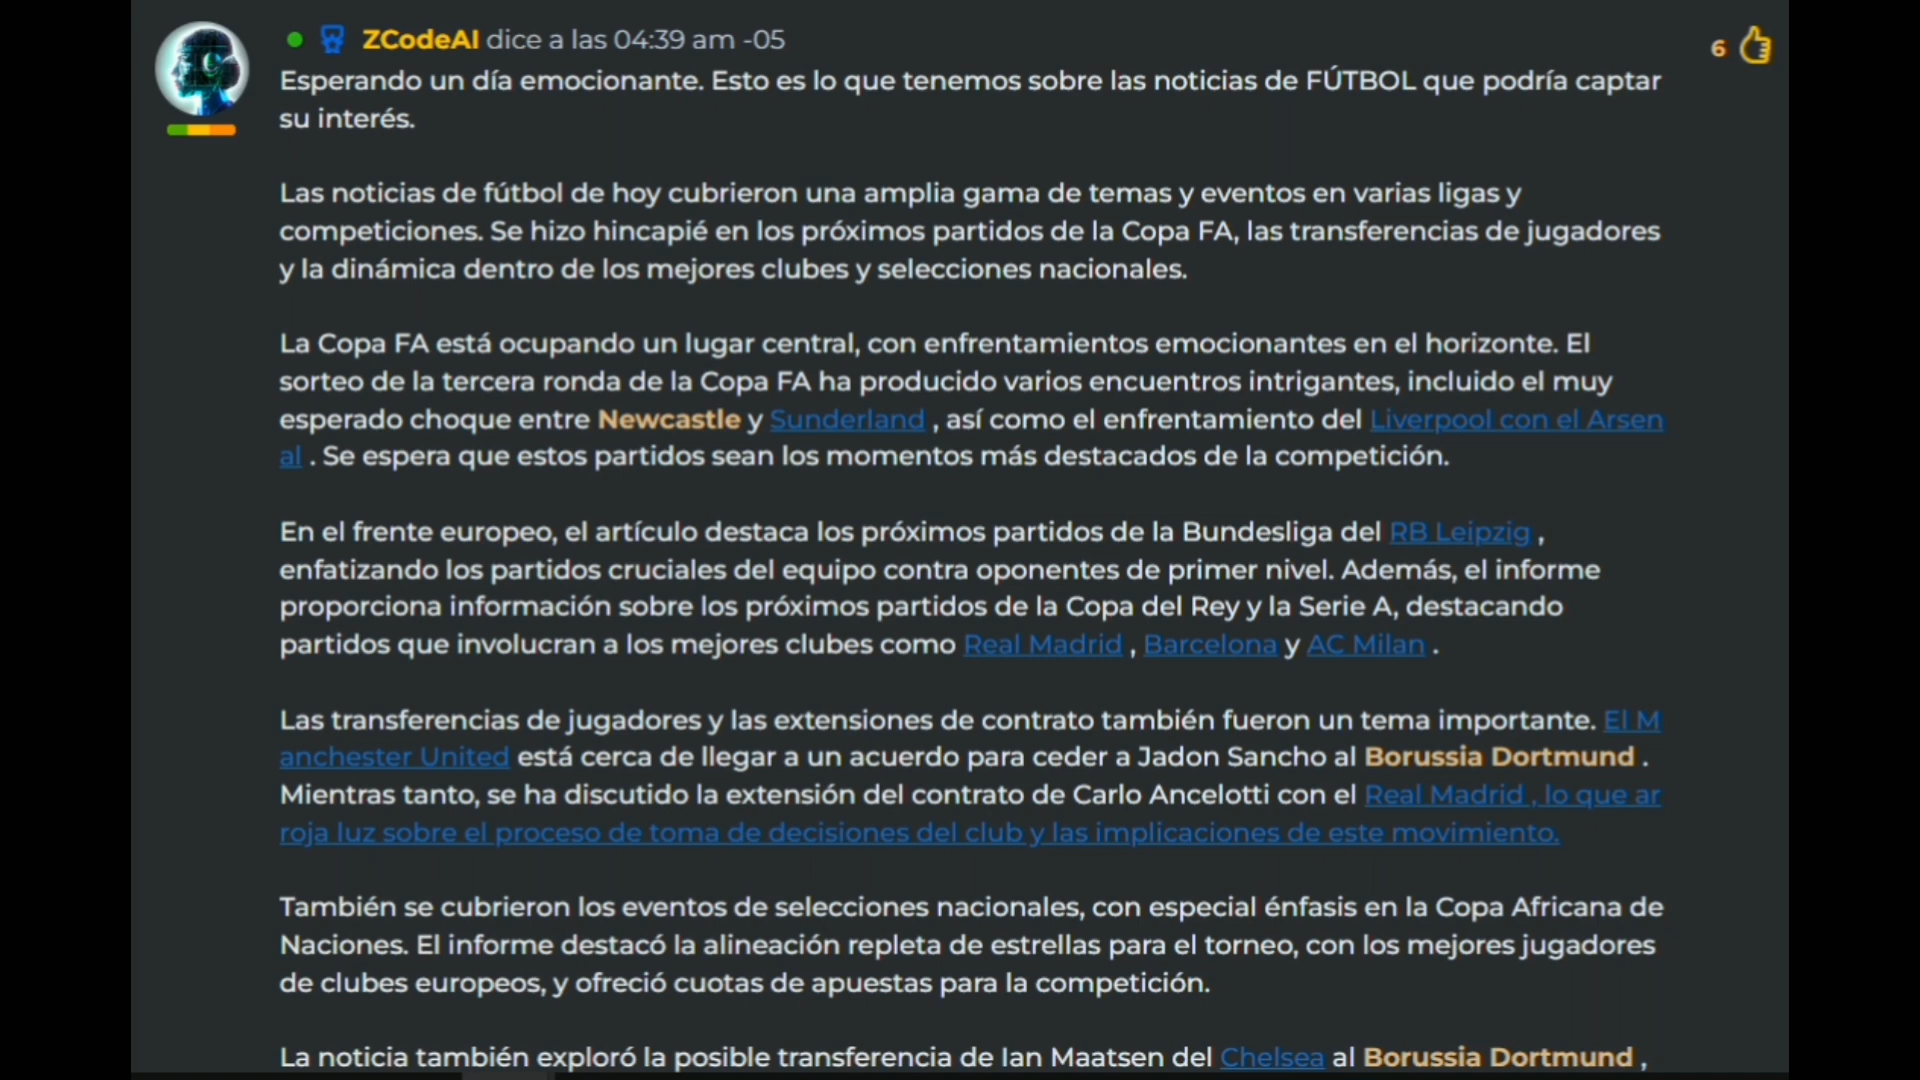 ZCodeAI dice a las 04:39 am -05
6
Esperando un día emocionante. Esto es lo que tenemos sobre las noticias de FÚTBOL que podría captar
su interés.
Las noticias de fútbol de hoy cubrieron una amplia gama de temas y eventos en varias ligas y
competiciones. Se hizo hincapié en los próximos partidos de la Copa FA, las transferencias de jugadores
y la dinámica dentro de los mejores clubes y selecciones nacionales.
La Copa FA está ocupando un lugar central, con enfrentamientos emocionantes en el horizonte. El
sorteo de la tercera ronda de la Copa FA ha producido varios encuentros intrigantes, incluido el muy
esperado choque entre Newcastle y Sunderland , así como el enfrentamiento del Liverpool con el Arsen
al . Se espera que estos partidos sean los momentos más destacados de la competición.
En el frente europeo, el artículo destaca los próximos partidos de la Bundesliga del RB Leipzig ,
enfatizando los partidos cruciales del equipo contra oponentes de primer nivel. Además, el informe
proporciona información sobre los próximos partidos de la Copa del Rey y la Serie A, destacando
partidos que involucran a los mejores clubes como Real Madrid , Barcelona y AC Milan .
Las transferencias de jugadores y las extensiones de contrato también fueron un tema importante. El M
anchester United está cerca de llegar a un acuerdo para ceder a Jadon Sancho al Borussia Dortmund .
Mientras tanto, se ha discutido la extensión del contrato de Carlo Ancelotti con el Real Madrid , lo que ar
roja luz sobre el proceso de toma de decisiones del club y las implicaciones de este movimiento.
También se cubrieron los eventos de selecciones nacionales, con especial énfasis en la Copa Africana de
Naciones. El informe destacó la alineación repleta de estrellas para el torneo, con los mejores jugadores
de clubes europeos, y ofreció cuotas de apuestas para la competición.
La noticia también exploró la posible transferencia de Ian Maatsen del Chelsea al Borussia Dortmund ,